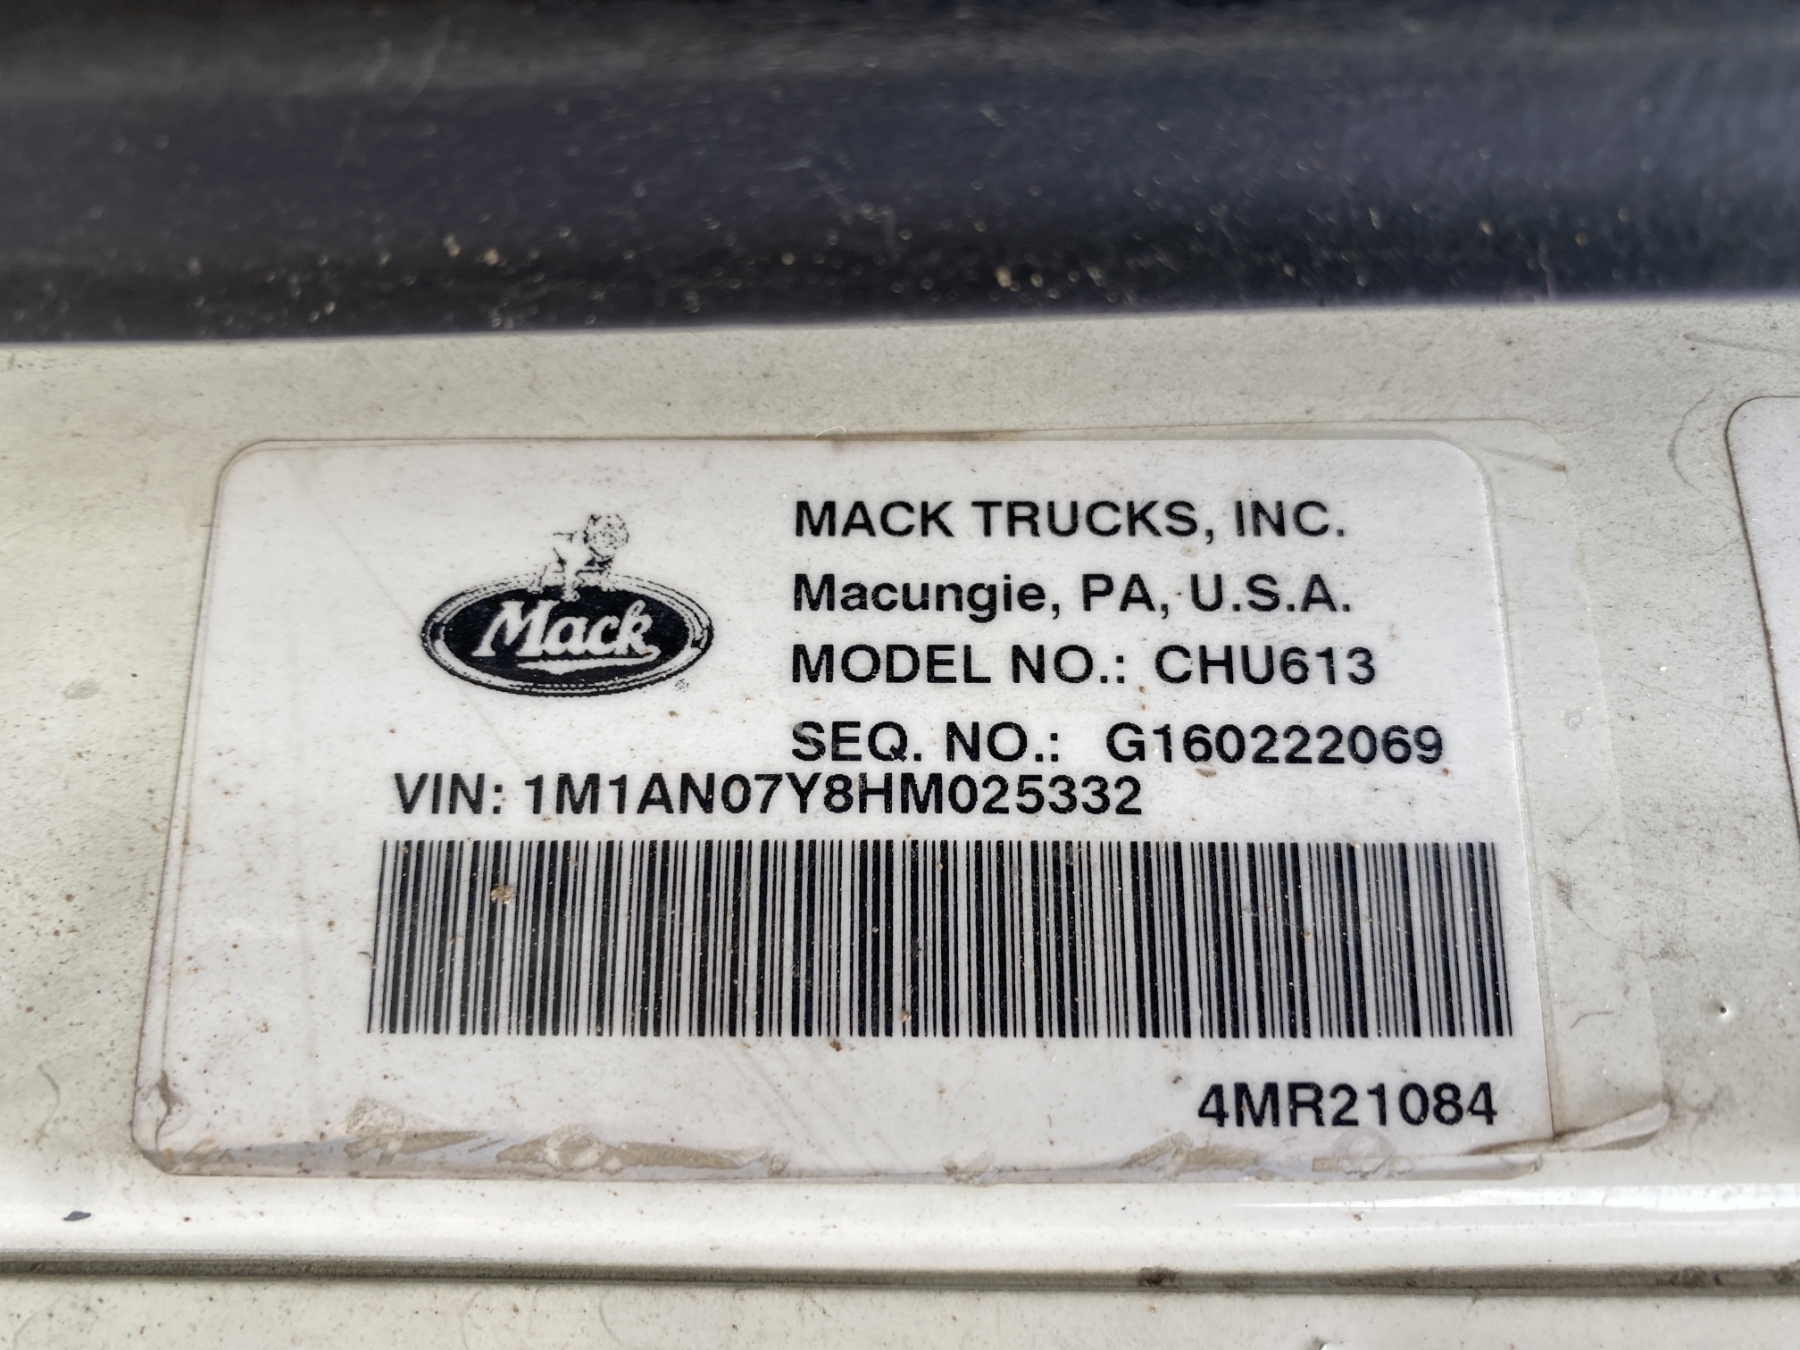 Mack
MACK TRUCKS, INC.
Macungie, PA, U.S.A.
MODEL NO.: CHU613
SEQ. NO.: G160222069
VIN: 1M1AN07Y8HM025332
4MR21084